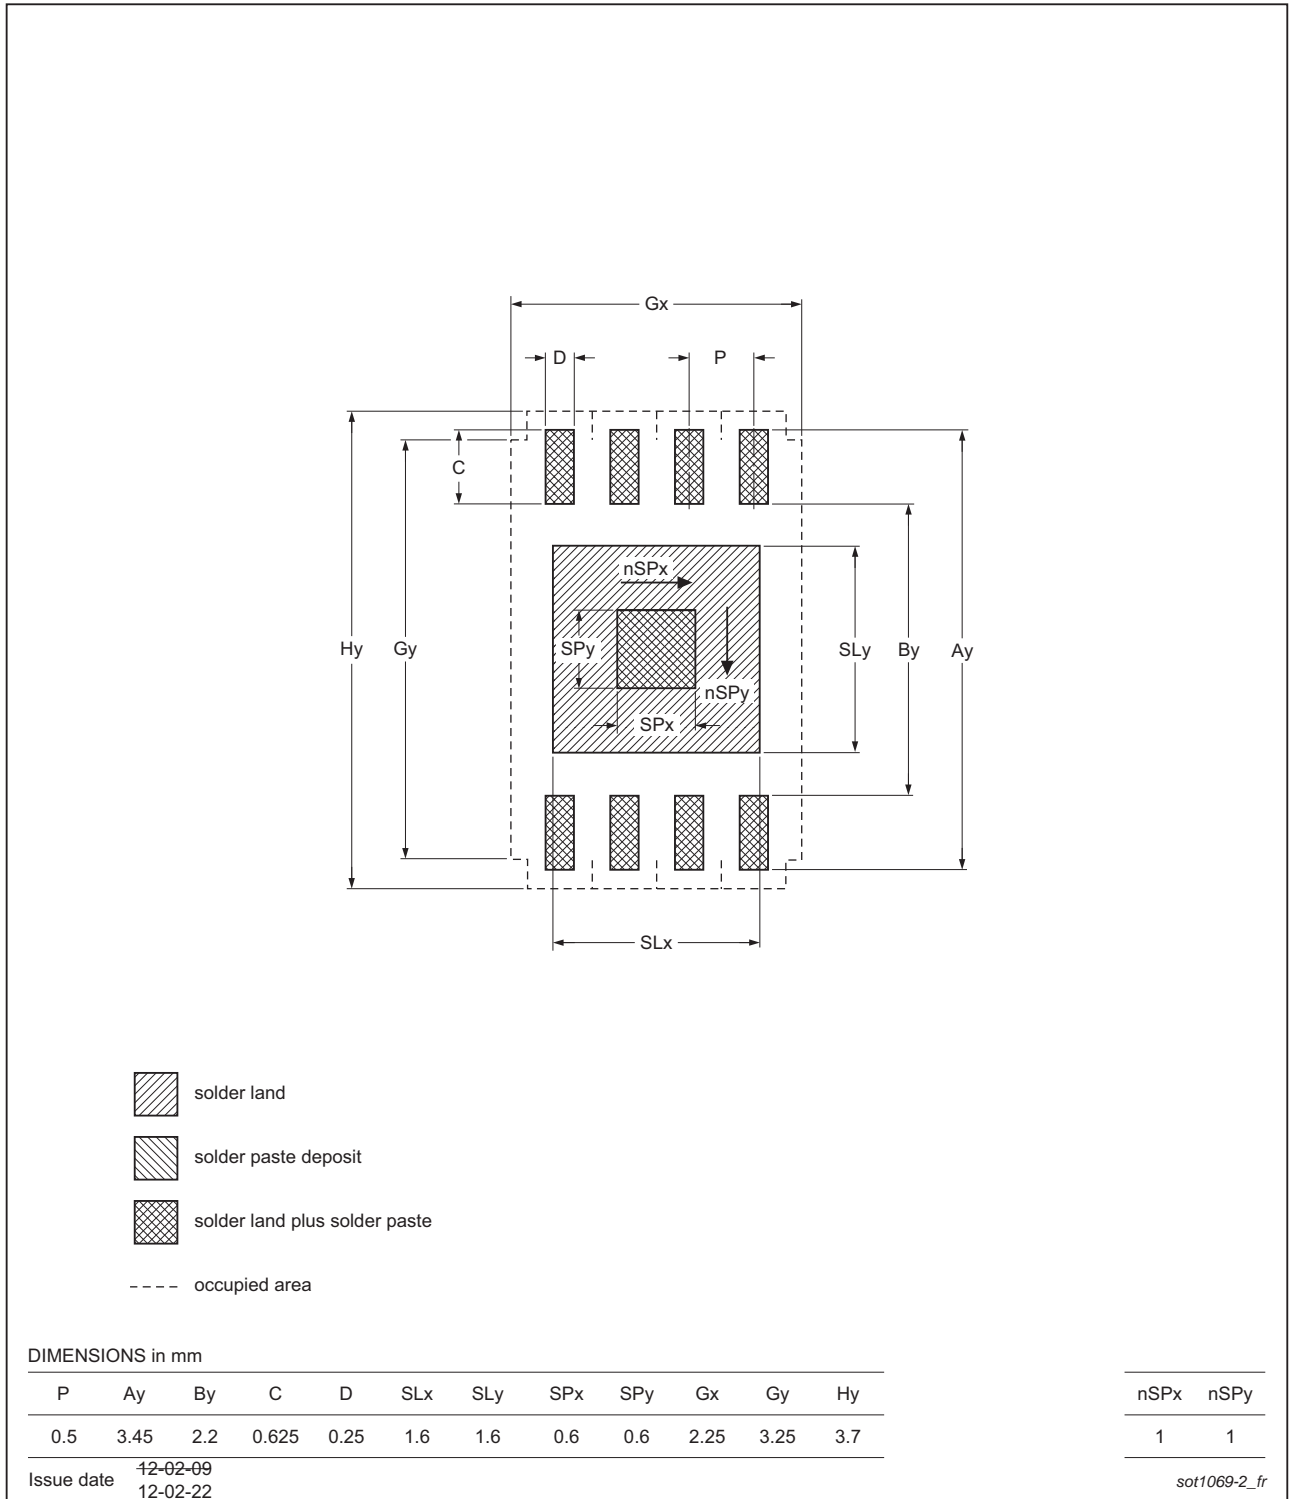 Gx
D P
C
nSPx
Hy Gy SPy SLy By Ay
nSPy
SPx
SLx
solder land
solder paste deposit
solder land plus solder paste
occupied area
DIMENSIONS in mm
P Ay By C D SLx SLy SPx SPy Gx Gy Hy nSPx nSPy
0.5 3.45 2.2 0.625 0.25 1.6 1.6 0.6 0.6 2.25 3.25 3.7 1 1
Issue date 12-02-09
12-02-22
sot1069-2_fr